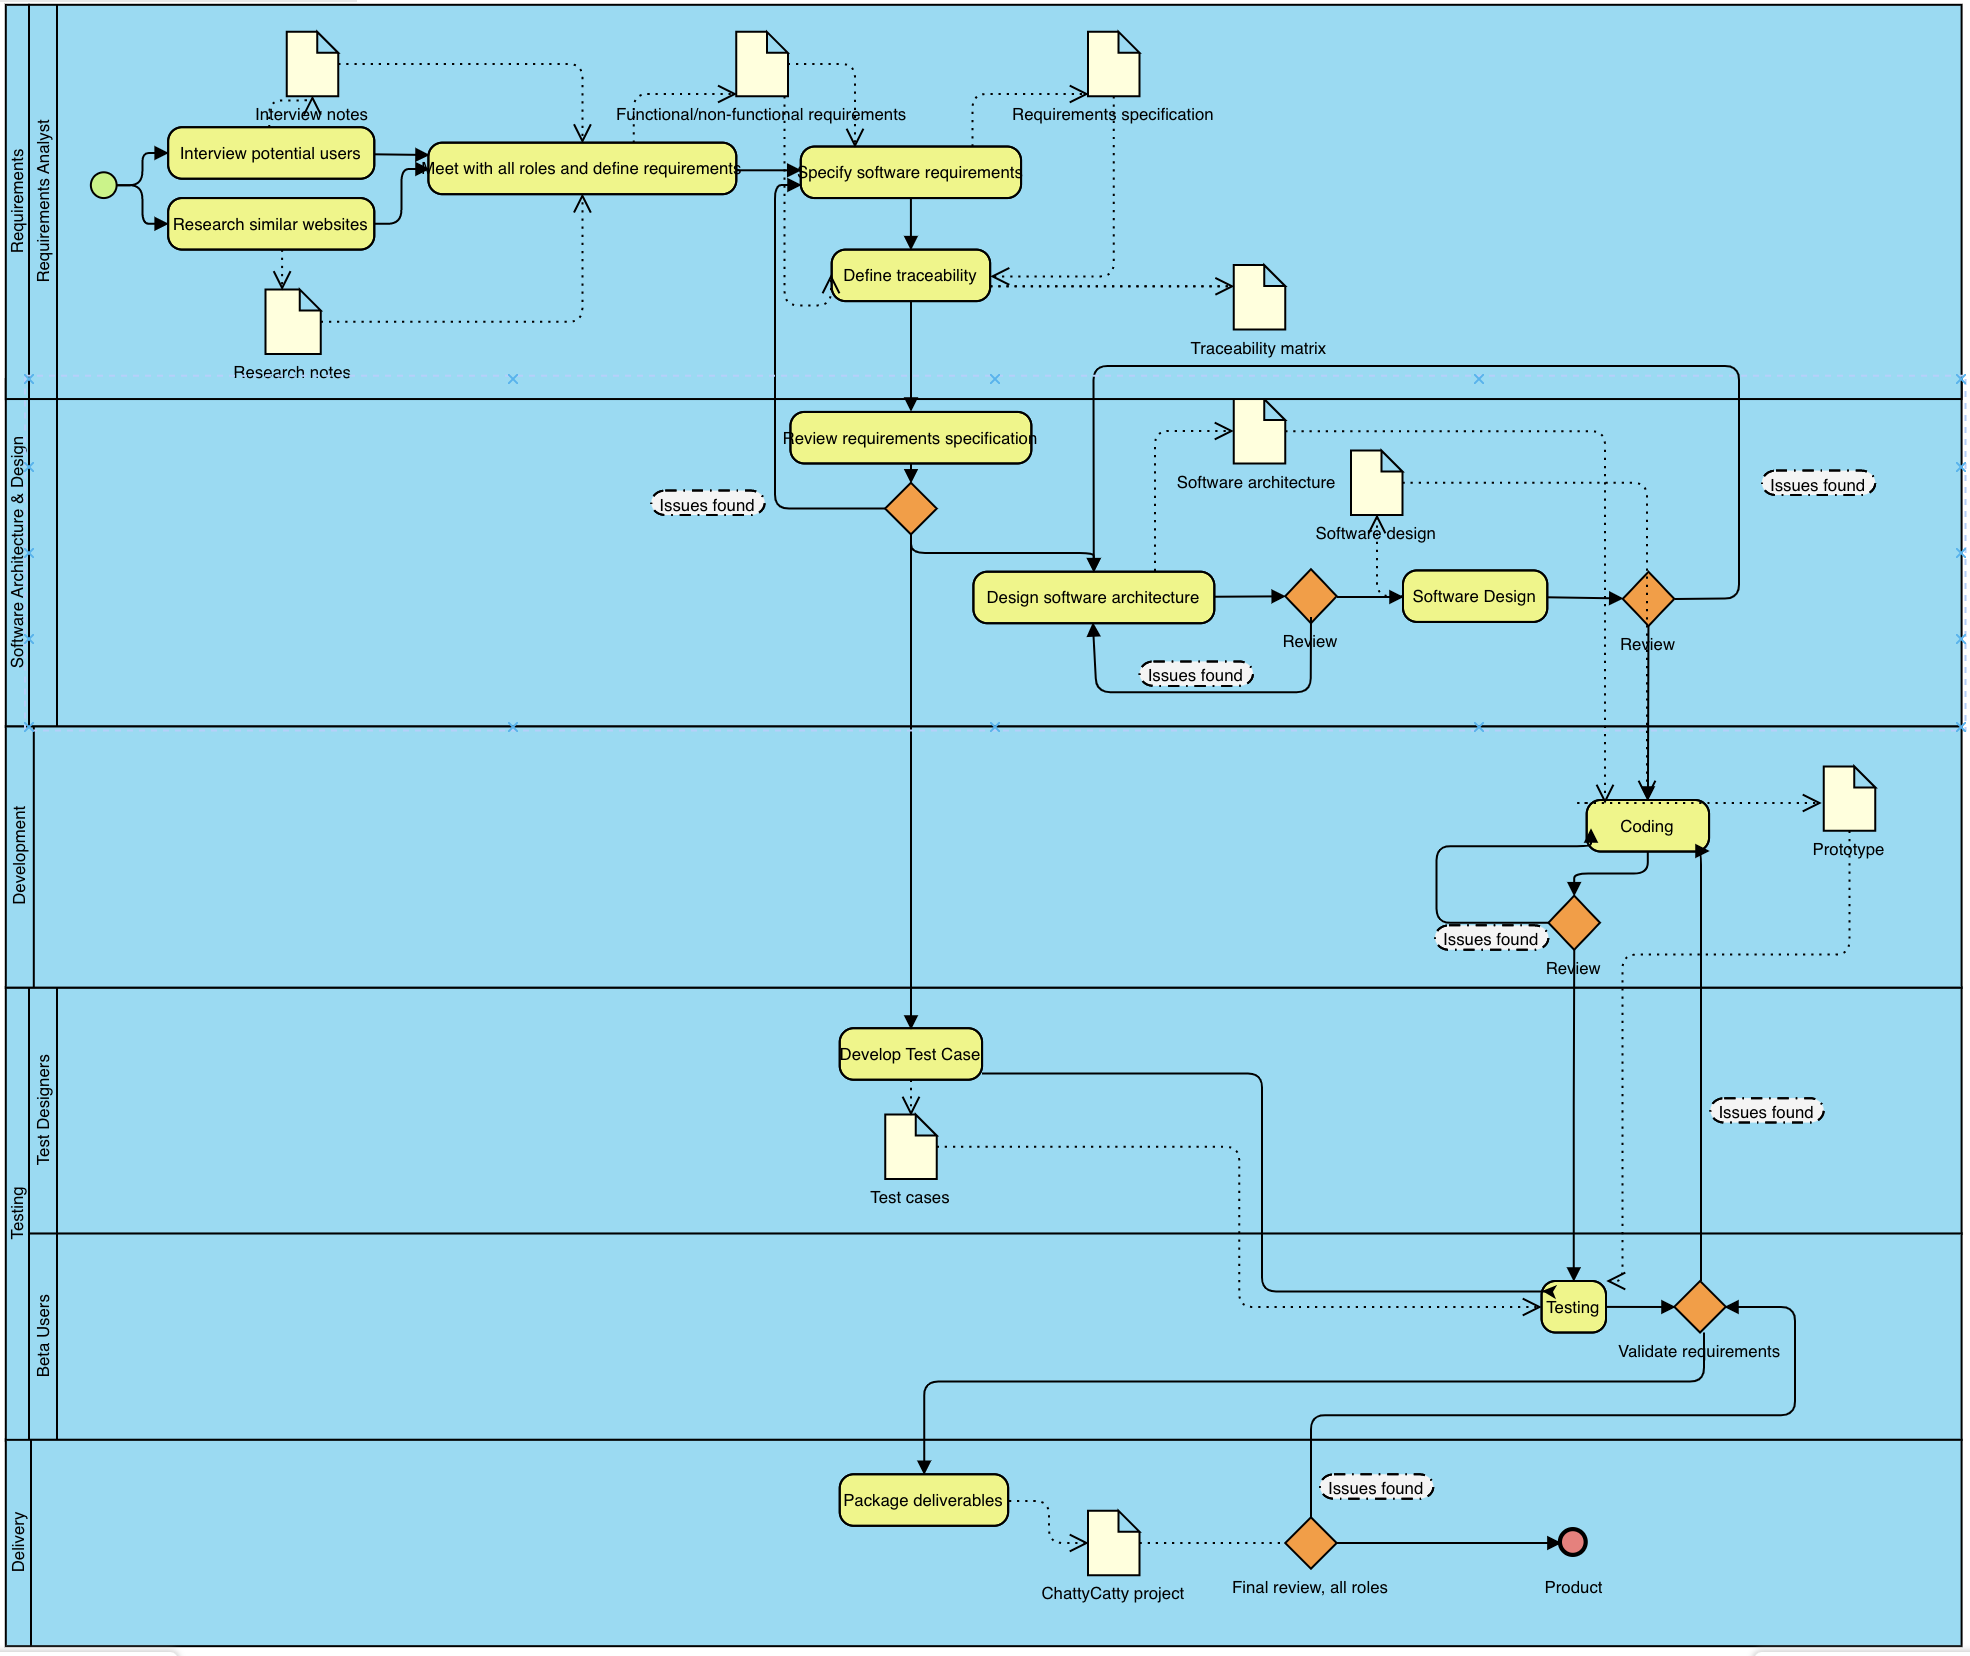 Requirements
Requirements Analyst
Interview notes
Functional/non-functional requirements
Requirements specification
Interview potential users
Meet with all roles and define requirements
Specify software requirements
Research similar websites
Define traceability
Traceability matrix
Research notes
Software Architecture & Design
Review requirements specification
Issues found
Software architecture
Software design
Issues found
Design software architecture
Review
Software Design
Review
Issues found
Development
Coding
Prototype
Issues found
Review
Testing
Test Designers
Develop Test Case
Test cases
Issues found
Beta Users
Testing
Validate requirements
Delivery
Package deliverables
Issues found
ChattyCatty project
Final review, all roles
Product